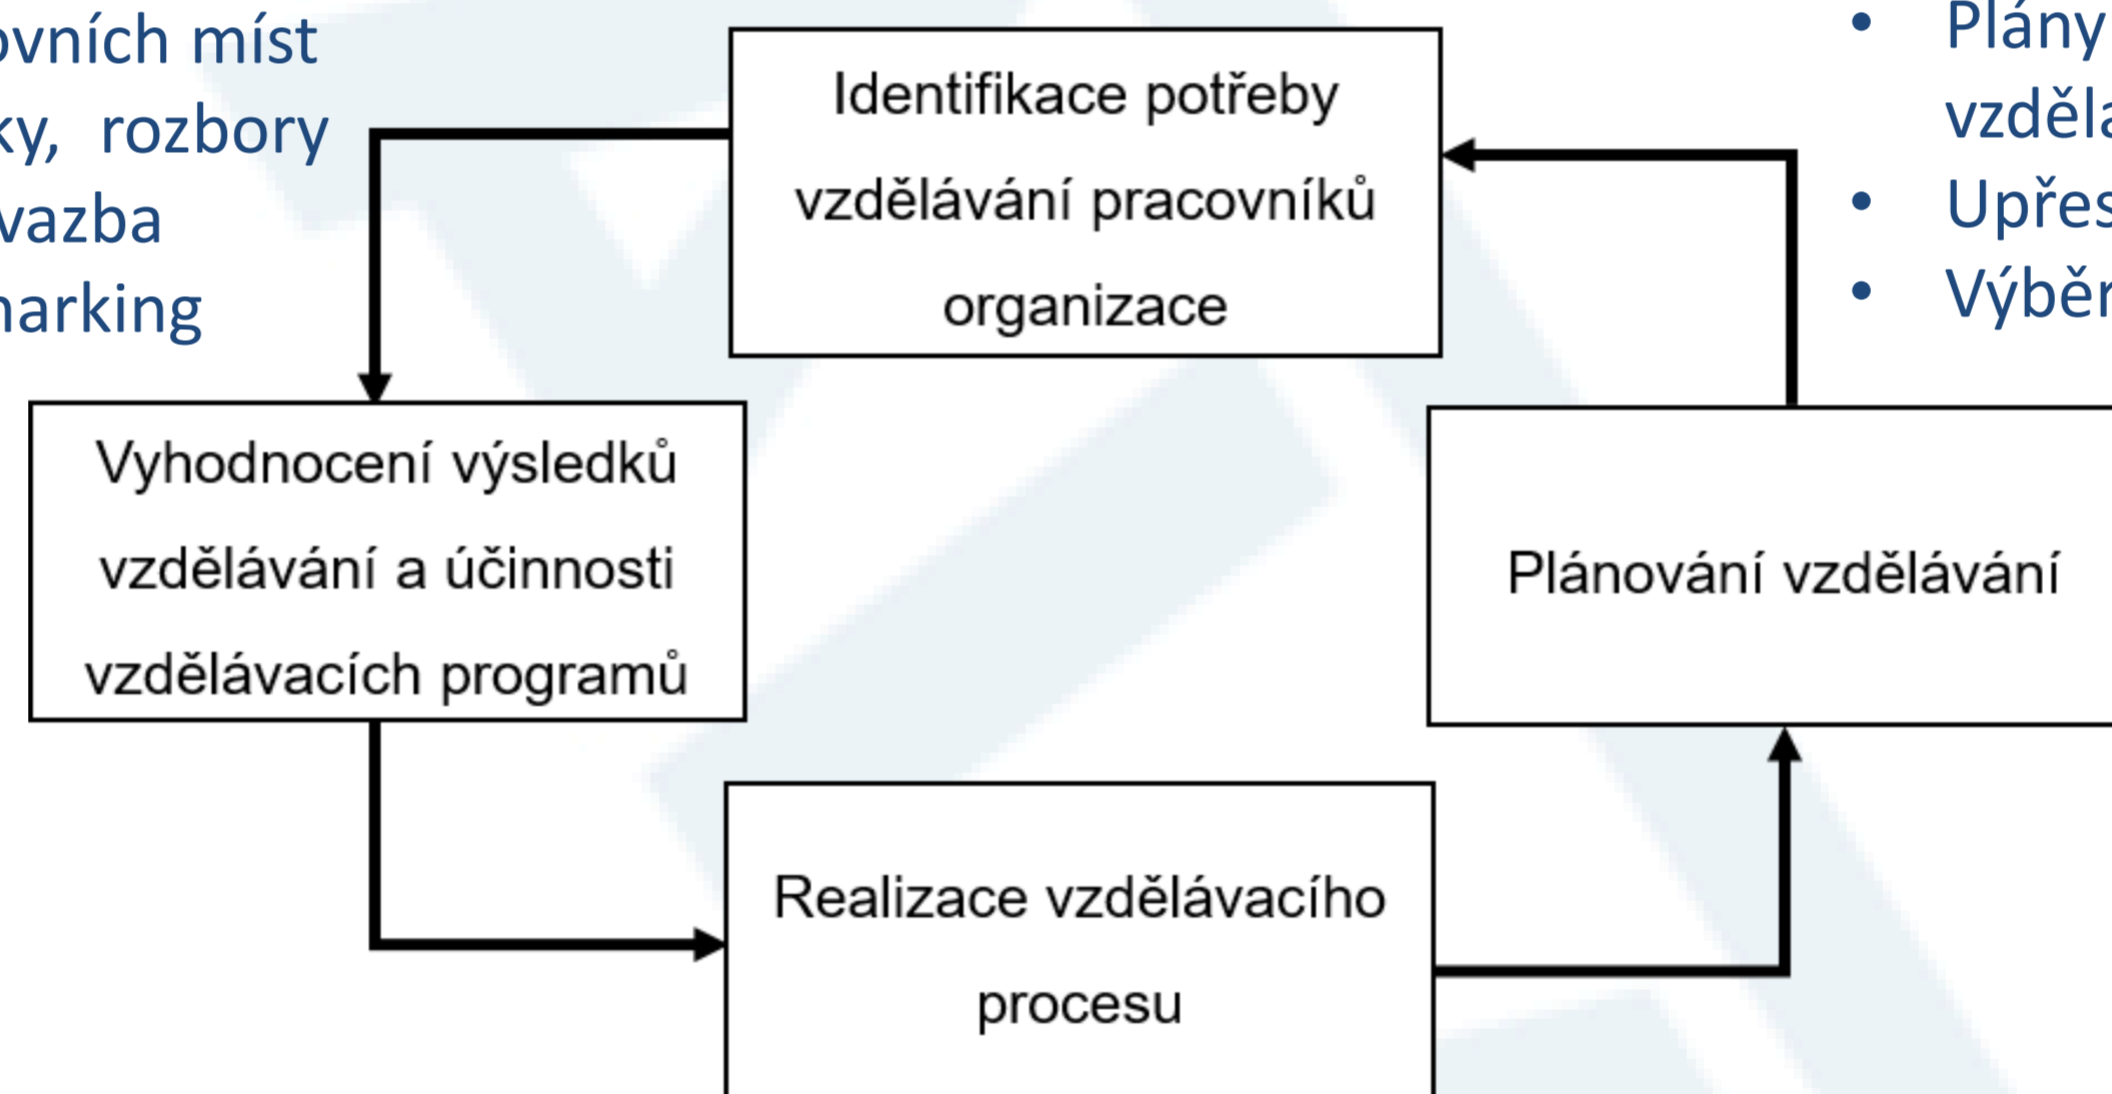 ovních míst
ky, rozbory
vazba
narking
Identifikace potřeby
vzdělávání pracovníků
organizace
• Plány
vzděla
• Upřes
• Výběr
Vyhodnocení výsledků
vzdělávání a účinnosti
vzdělávacích programů
Plánování vzdělávání
Realizace vzdělávacího
procesu